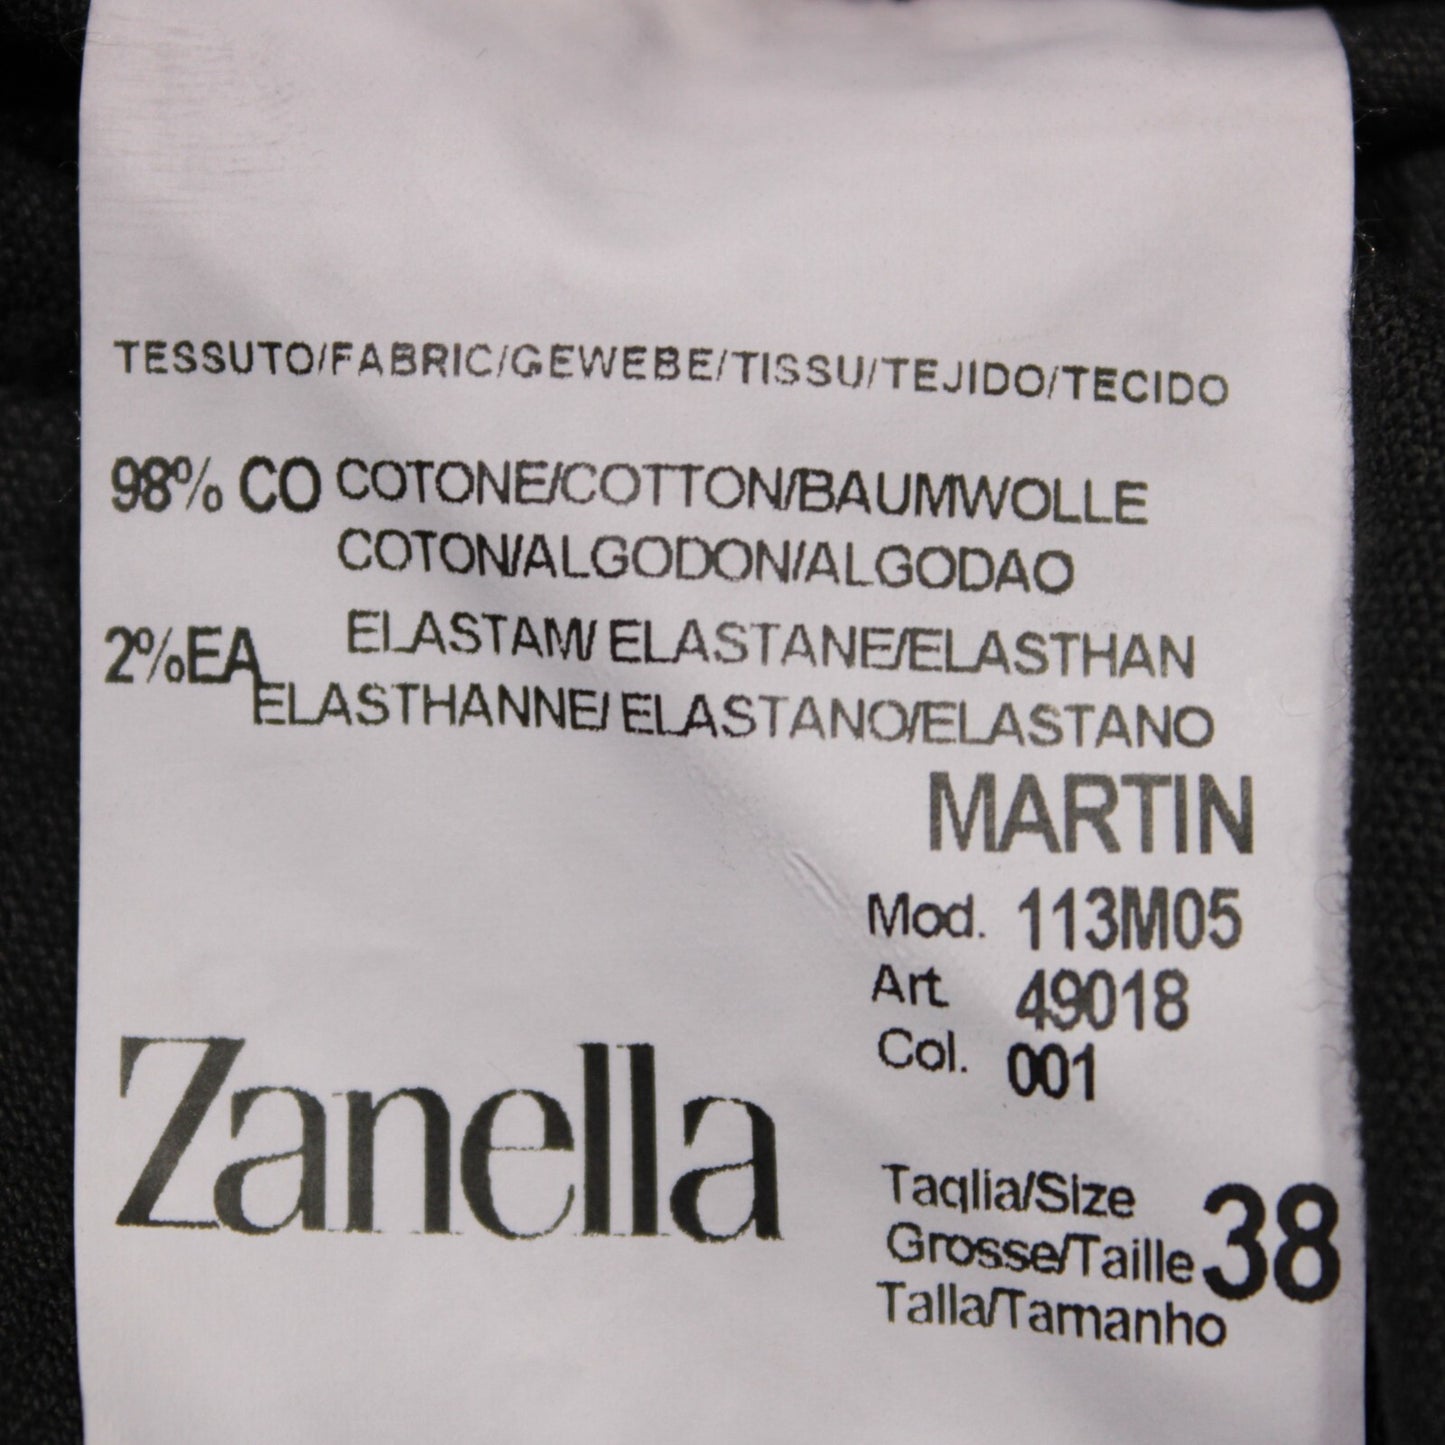 TESSUTO/FABRIC/GEWEBE/TISSU/TEJIDO/TECIDO
98% CO COTONE/COTTON/BAUMWOLLE
COTON/ALGODON/ALGODAO
2%EA ELASTAM/ ELASTANE/ELASTHAN
ELASTHANNE/ ELASTANO/ELASTANO
MARTIN
Mod. 113M05
Art. 49018
Col. 001
Zanella
Taglia/Size
Grosse/Taille 38
Talla/Tamanho